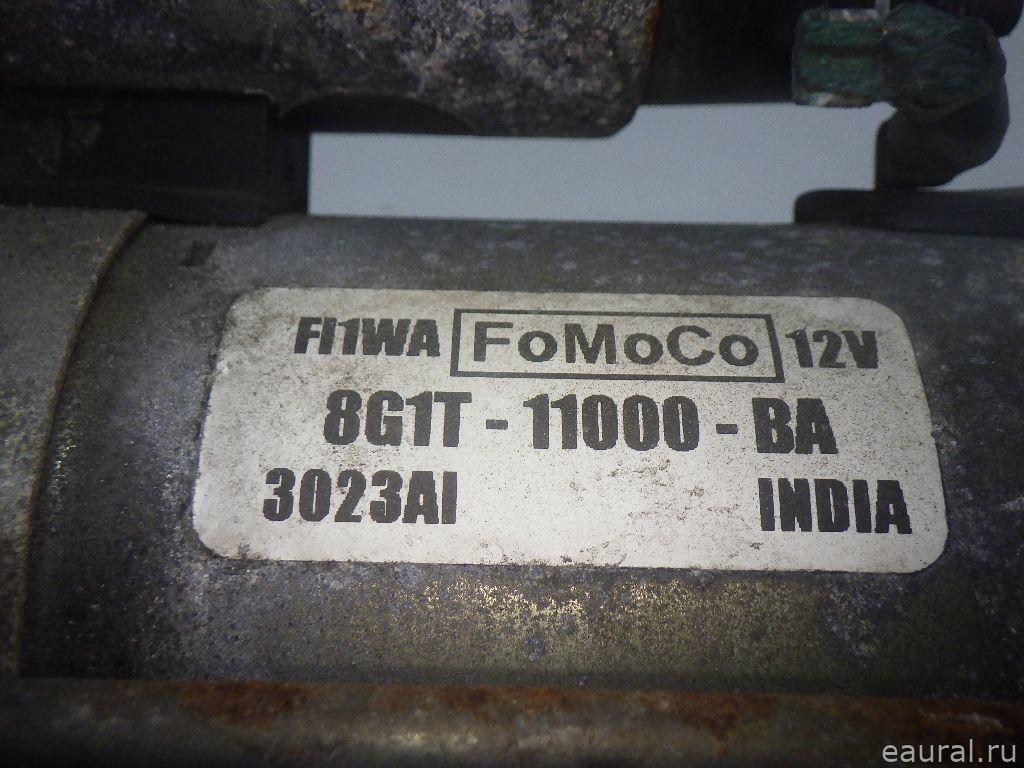 FI1WA FoMoCo 12V
8G1T - 11000 - BA
3023AI INDIA
eaural.ru